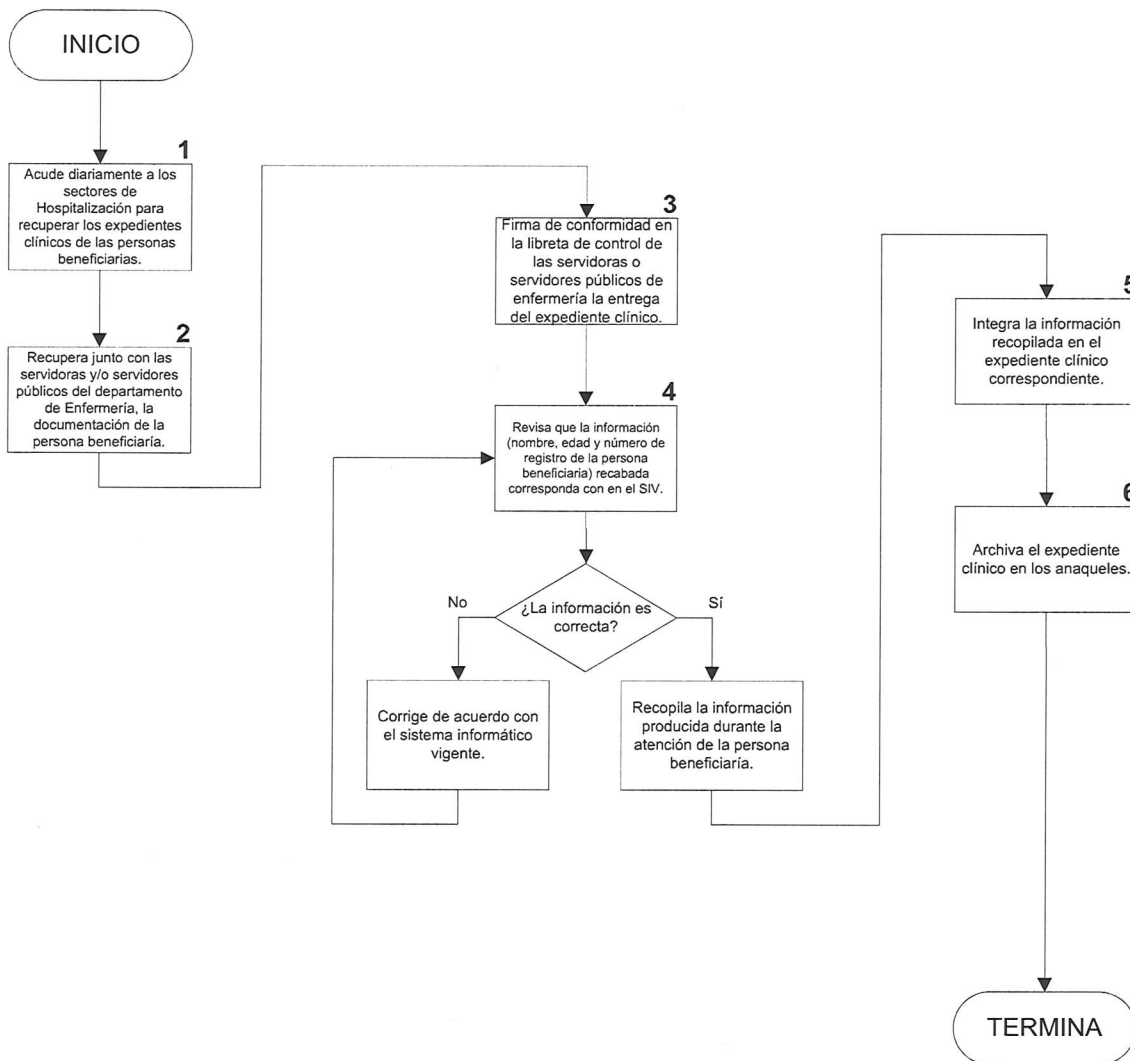 INICIO
1
Acude diariamente a los
sectores de
Hospitalización para
recuperar los expedientes
clínicos de las personas
beneficiarias.
2
Recupera junto con las
servidoras y/o servidores
públicos del departamento
de Enfermería, la
documentación de la
persona beneficiaría.
3
Firma de conformidad en
la libreta de control de
las servidoras o
servidores públicos de
enfermería la entrega
del expediente clínico.
4
Revisa que la información
(nombre, edad y número de
registro de la persona
beneficiaria) recabada
corresponda con en el SIV.
¿La información es
correcta?
No
Sí
Corrige de acuerdo con
el sistema informático
vigente.
Recopila la información
producida durante la
atención de la persona
beneficiaría.
5
Integra la información
recopilada en el
expediente clínico
correspondiente.
6
Archiva el expediente
clínico en los anaqueles.
TERMINA